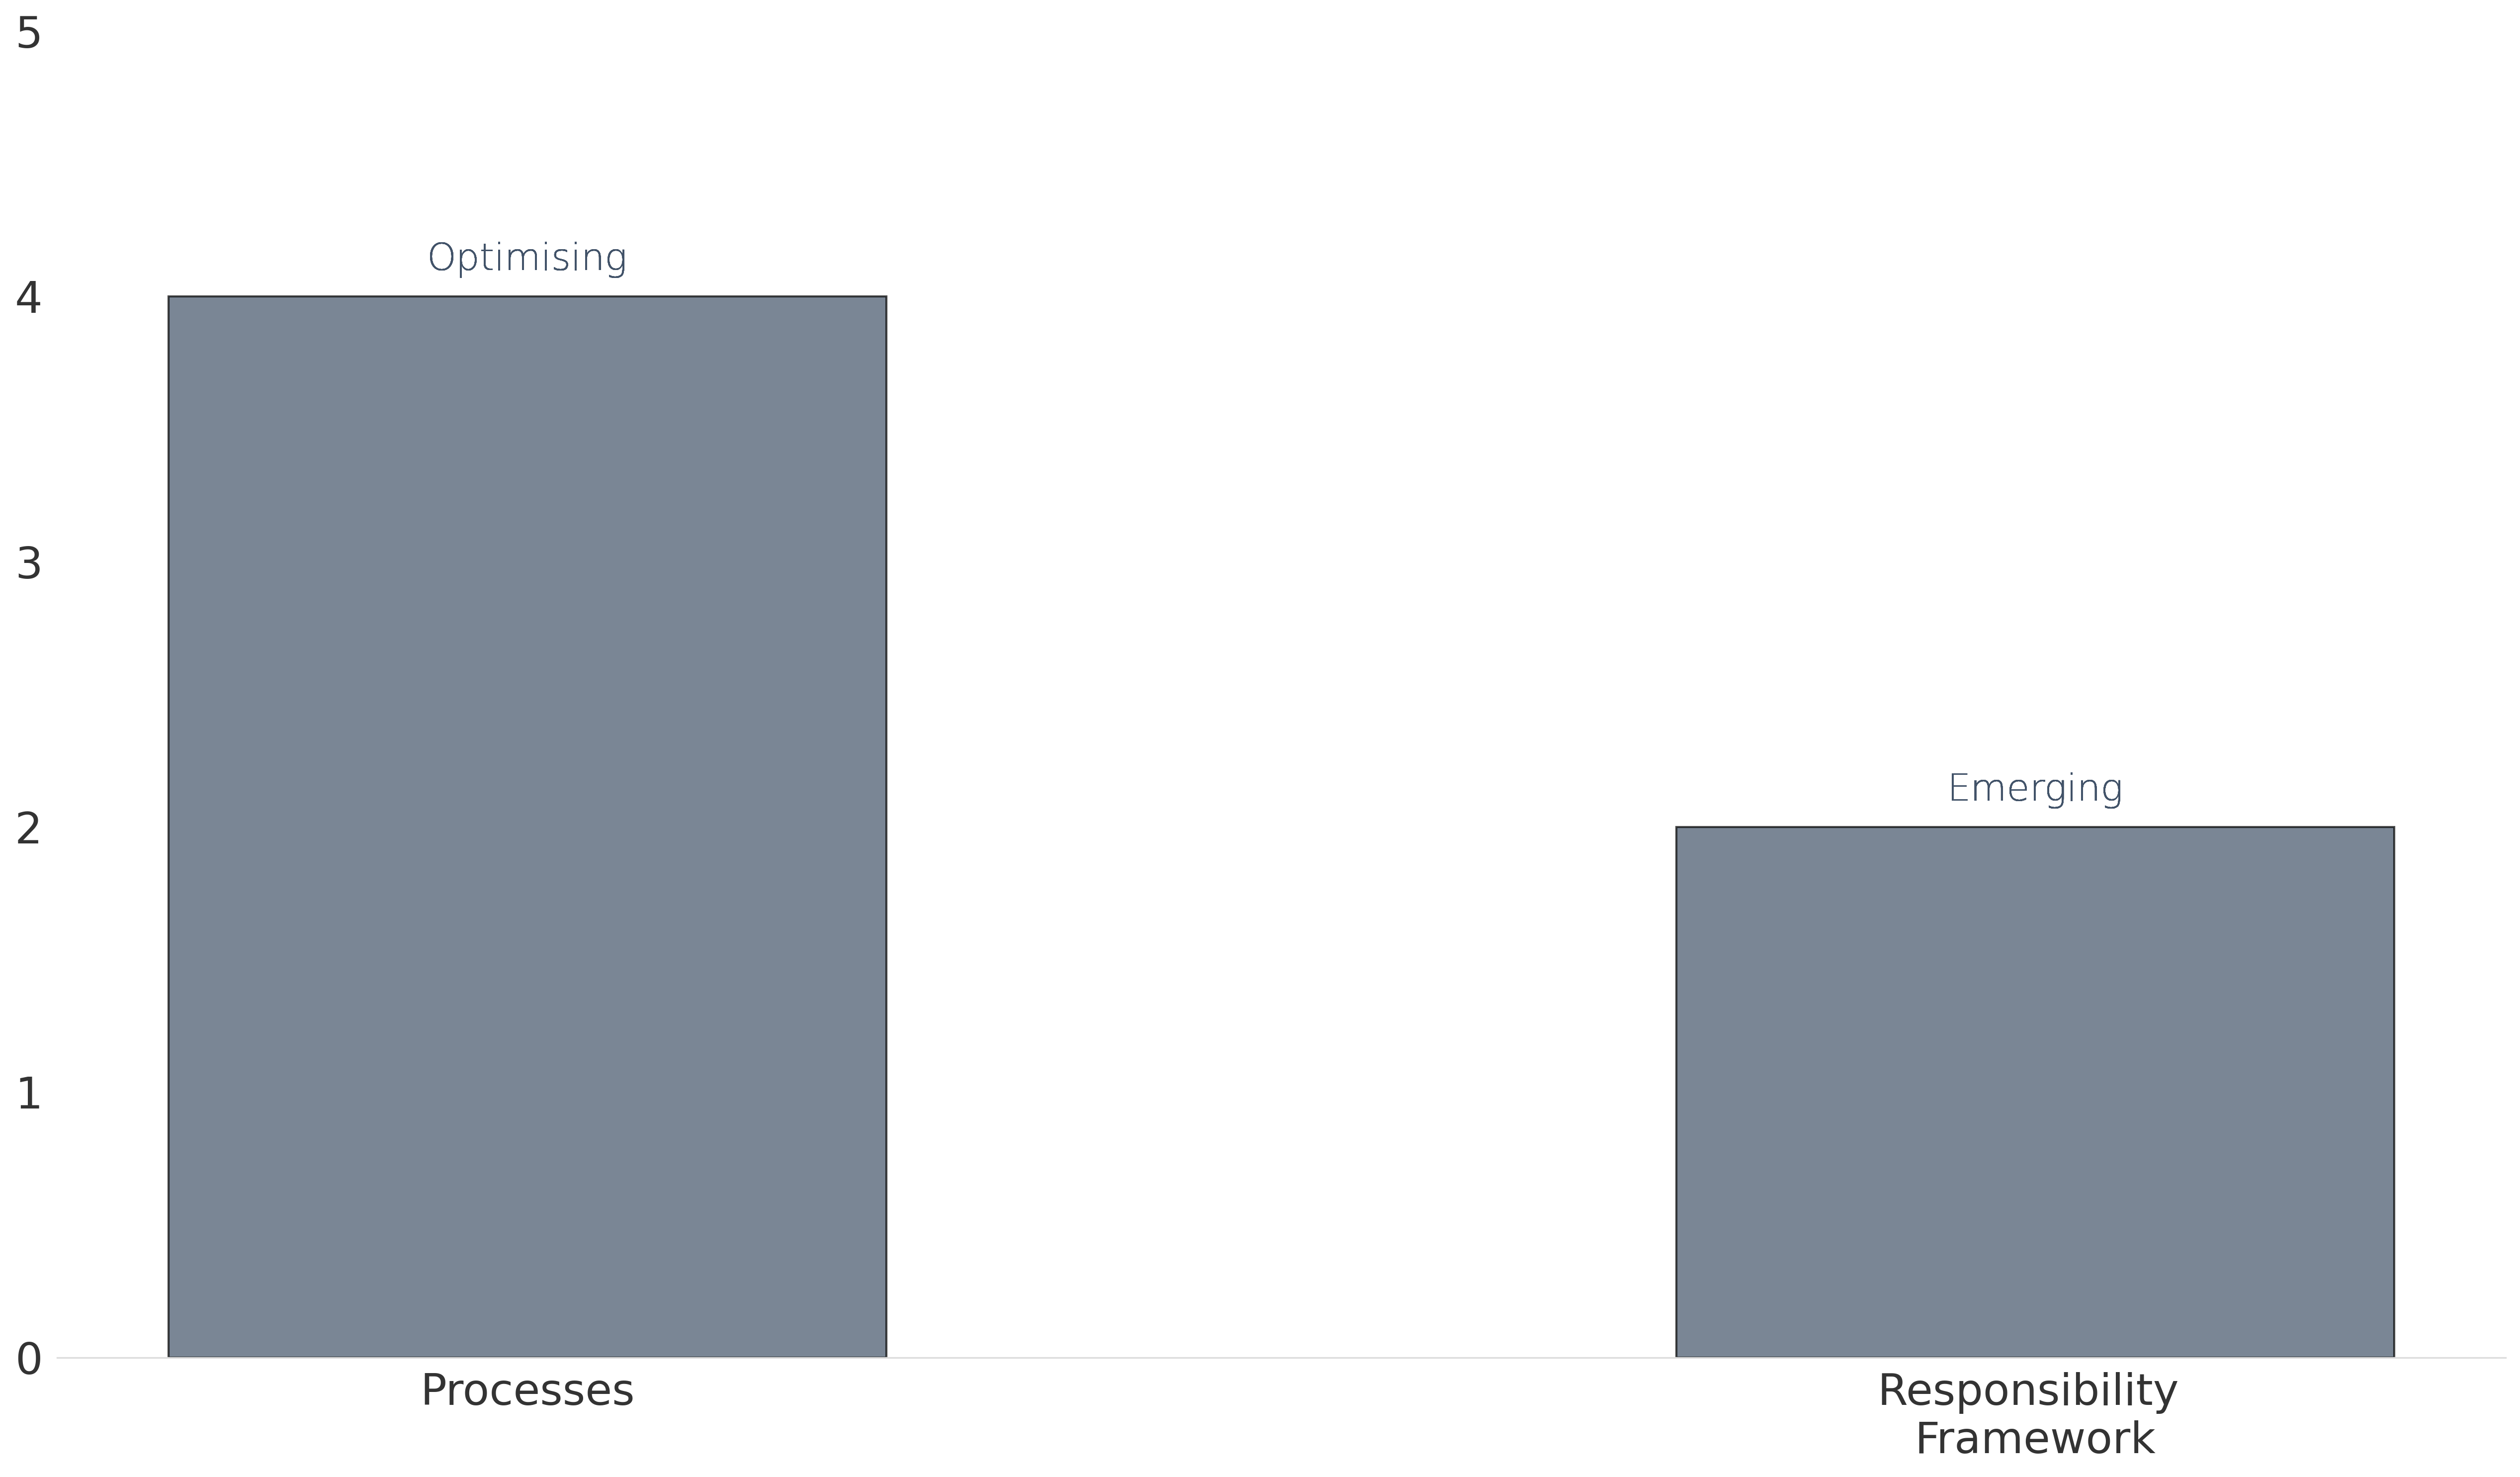 5
Optimising
4
3
Emerging
2
1
0
Processes
Responsibility
Framework